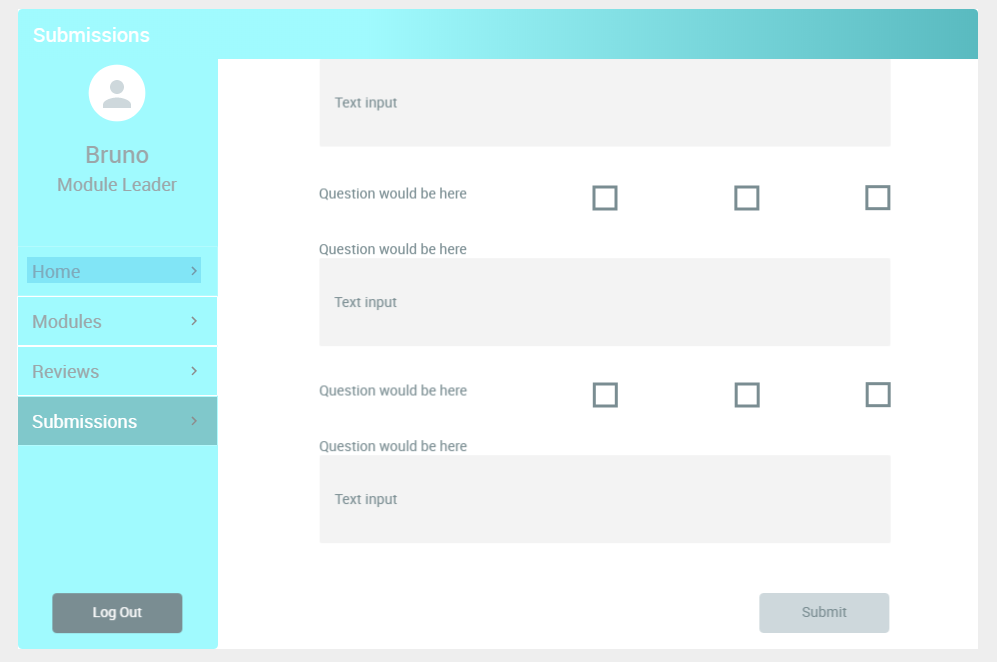 Submissions
Bruno
Module Leader
Home
Modules
Reviews
Submissions
Log Out
Text input
Question would be here
Question would be here
Text input
Question would be here
Question would be here
Text input
Submit